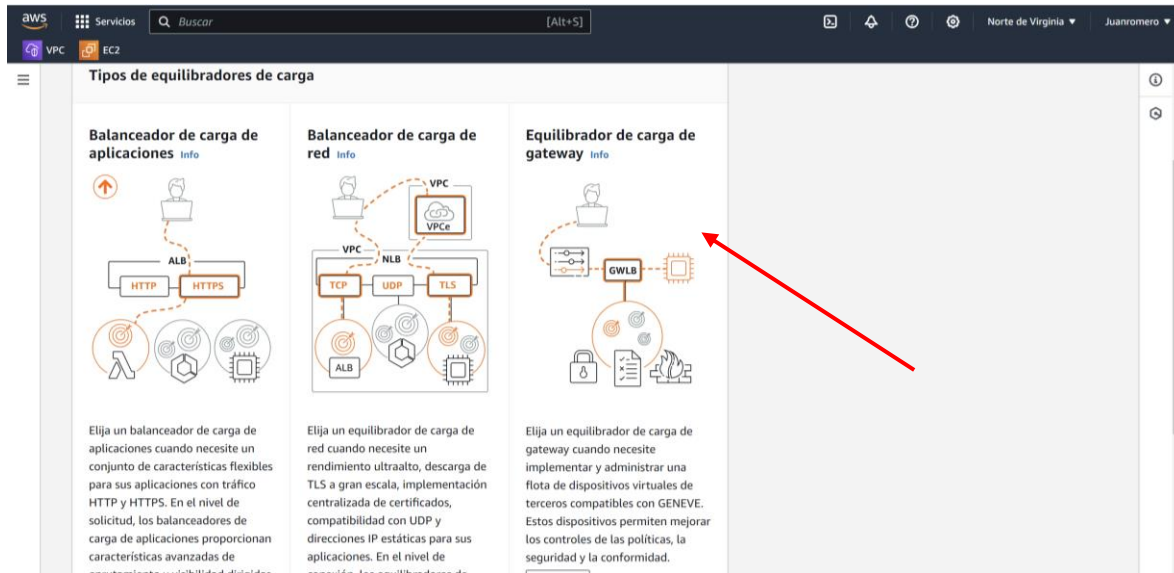 aws
Servicios
Buscar
[Alt+S]
Norte de Virginia
Juanromero
VPC
EC2
Tipos de equilibradores de carga
Balanceador de carga de
aplicaciones Info
ALB
HTTP
HTTPS
Elija un balanceador de carga de
aplicaciones cuando necesite un
conjunto de características flexibles
para sus aplicaciones con tráfico
HTTP y HTTPS. En el nivel de
solicitud, los balanceadores de
carga de aplicaciones proporcionan
características avanzadas de
Balanceador de carga de
red Info
VPC
VPCe
VPC
NLB
TCP
UDP
TLS
ALB
Elija un equilibrador de carga de
red cuando necesite un
rendimiento ultraalto, descarga de
TLS a gran escala, implementación
centralizada de certificados,
compatibilidad con UDP y
direcciones IP estáticas para sus
aplicaciones. En el nivel de
Equilibrador de carga de
gateway Info
GWLB
Elija un equilibrador de carga de
gateway cuando necesite
implementar y administrar una
flota de dispositivos virtuales de
terceros compatibles con GENEVE.
Estos dispositivos permiten mejorar
los controles de las políticas, la
seguridad y la conformidad.